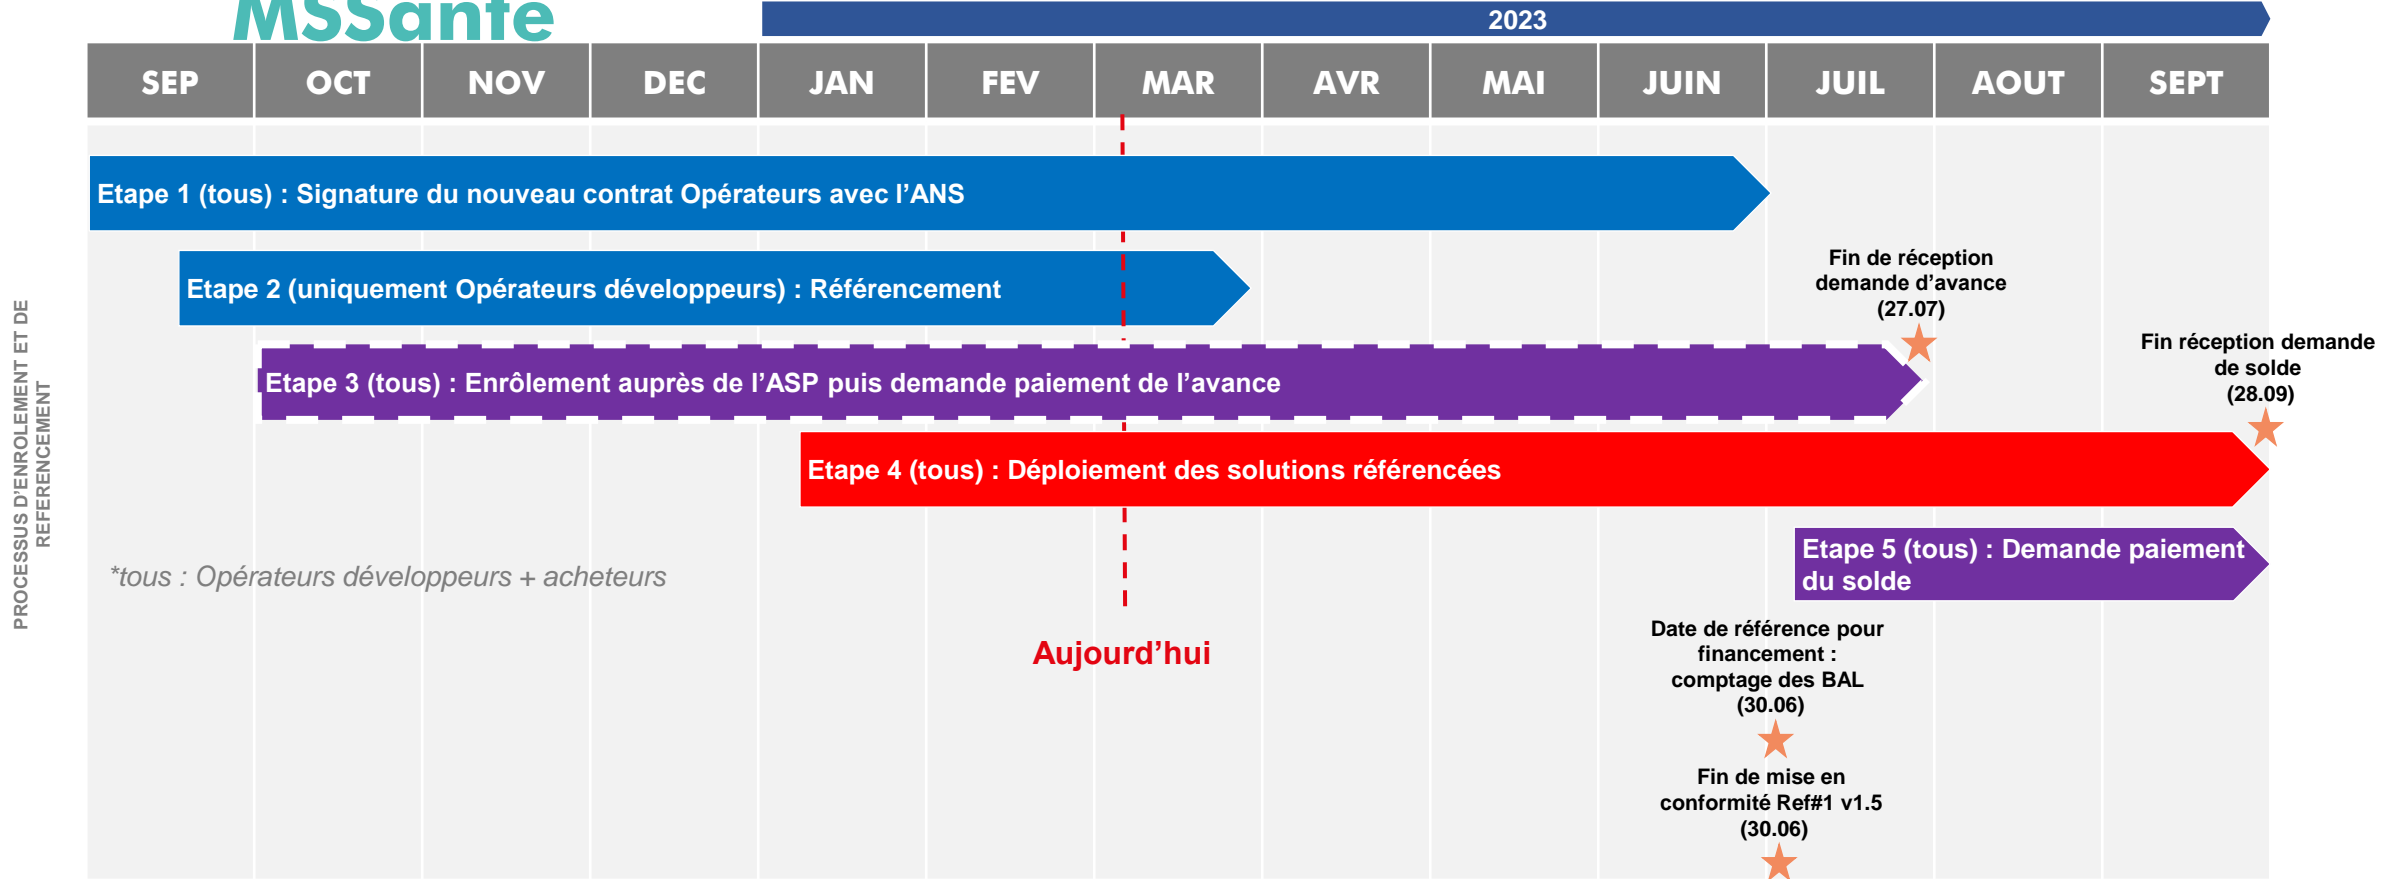 MSSanté
2023
SEP OCT NOV DEC JAN FEV MAR AVR MAI JUIN JUIL AOUT SEPT
PROCESSUS D'ENROLEMENT ET DE
REFERENCEMENT
Etape 1 (tous) : Signature du nouveau contrat Opérateurs avec l’ANS
Etape 2 (uniquement Opérateurs développeurs) : Référencement
Fin de réception
demande d’avance
(27.07)
Etape 3 (tous) : Enrôlement auprès de l’ASP puis demande paiement de l’avance
Fin réception demande
de solde
(28.09)
Etape 4 (tous) : Déploiement des solutions référencées
Etape 5 (tous) : Demande paiement
du solde
*tous : Opérateurs développeurs + acheteurs
Aujourd’hui
Date de référence pour
financement :
comptage des BAL
(30.06)
Fin de mise en
conformité Ref#1 v1.5
(30.06)